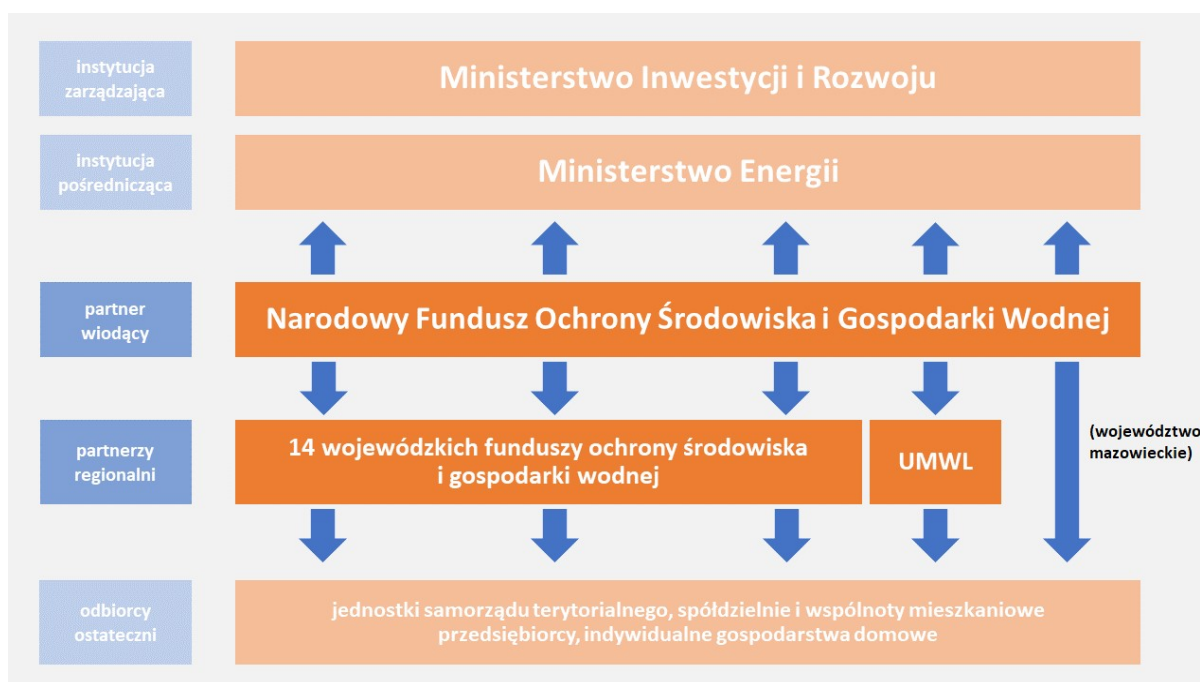 instytucja
zarządzająca
Ministerstwo Inwestycji i Rozwoju
instytucja
pośrednicząca
Ministerstwo Energii
partner
wiodący
Narodowy Fundusz Ochrony Środowiska i Gospodarki Wodnej
partnerzy
regionalni
14 wojewódzkich funduszy ochrony środowiska
i gospodarki wodnej
UMWL
(województwo
mazowieckie)
odbiorcy
ostateczni
jednostki samorządu terytorialnego, spółdzielnie i wspólnoty mieszkaniowe
przedsiębiorcy, indywidualne gospodarstwa domowe